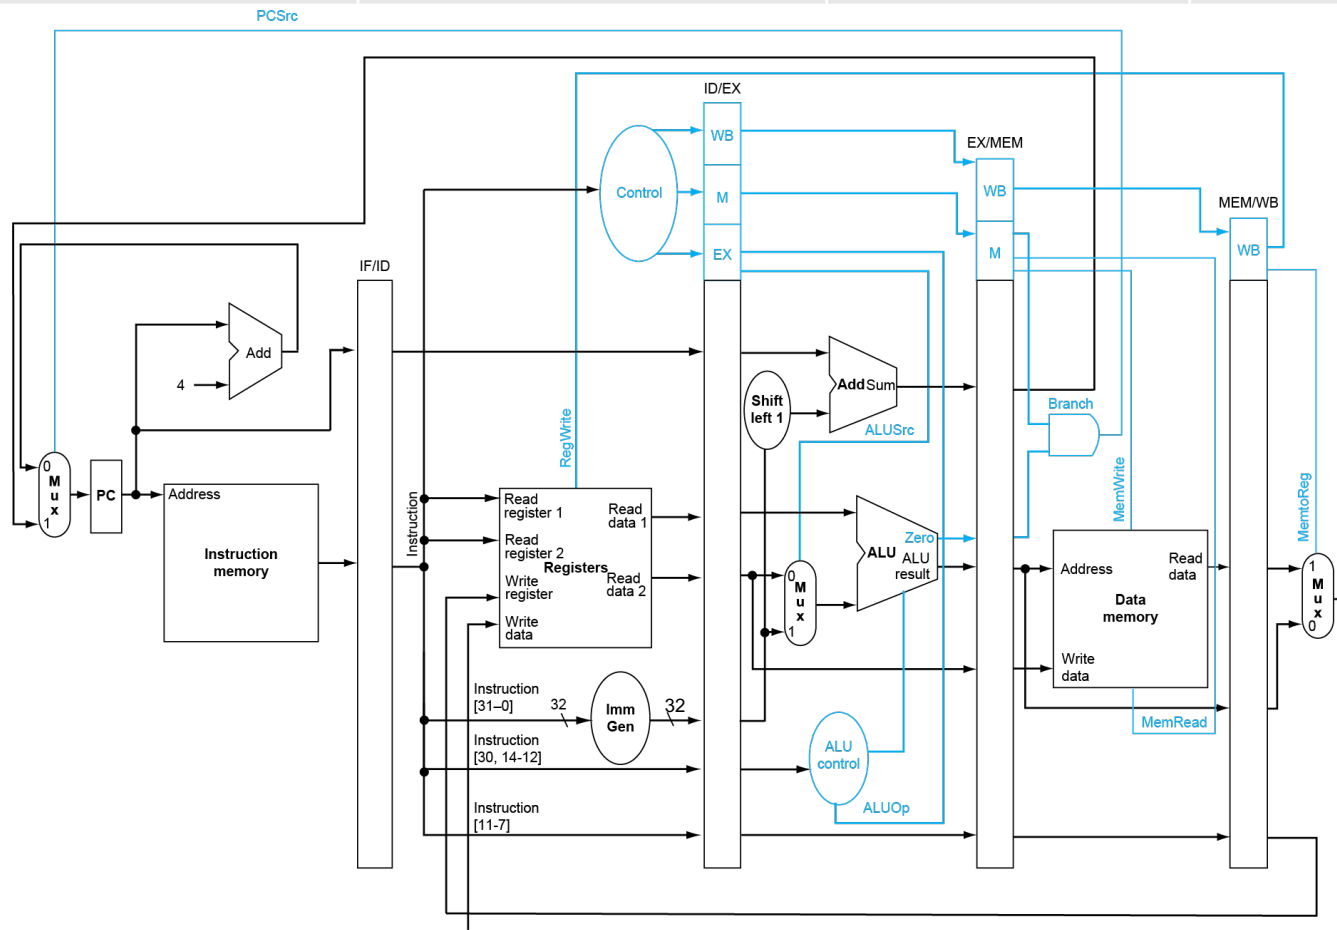 PCSrc
ID/EX
WB
EX/MEM
Control
M
WB
MEM/WB
EX
M
WB
IF/ID
Add
4
Add Sum
Shift
left 1
Branch
ALUSrc
RegWrite
MemWrite
MemtoReg
0
M
u
x
1
PC
Address
Instruction
memory
Instruction
Read
register 1
Read
register 2
Write
register
Write
data
Registers
Read
data 1
Read
data 2
Zero
ALU
ALU
result
0
M
u
x
1
Address
Read
data
Data
memory
Write
data
1
M
u
x
0
Instruction
[31–0]
32
Imm
Gen
32
MemRead
Instruction
[30, 14-12]
ALU
control
Instruction
[11-7]
ALUOp